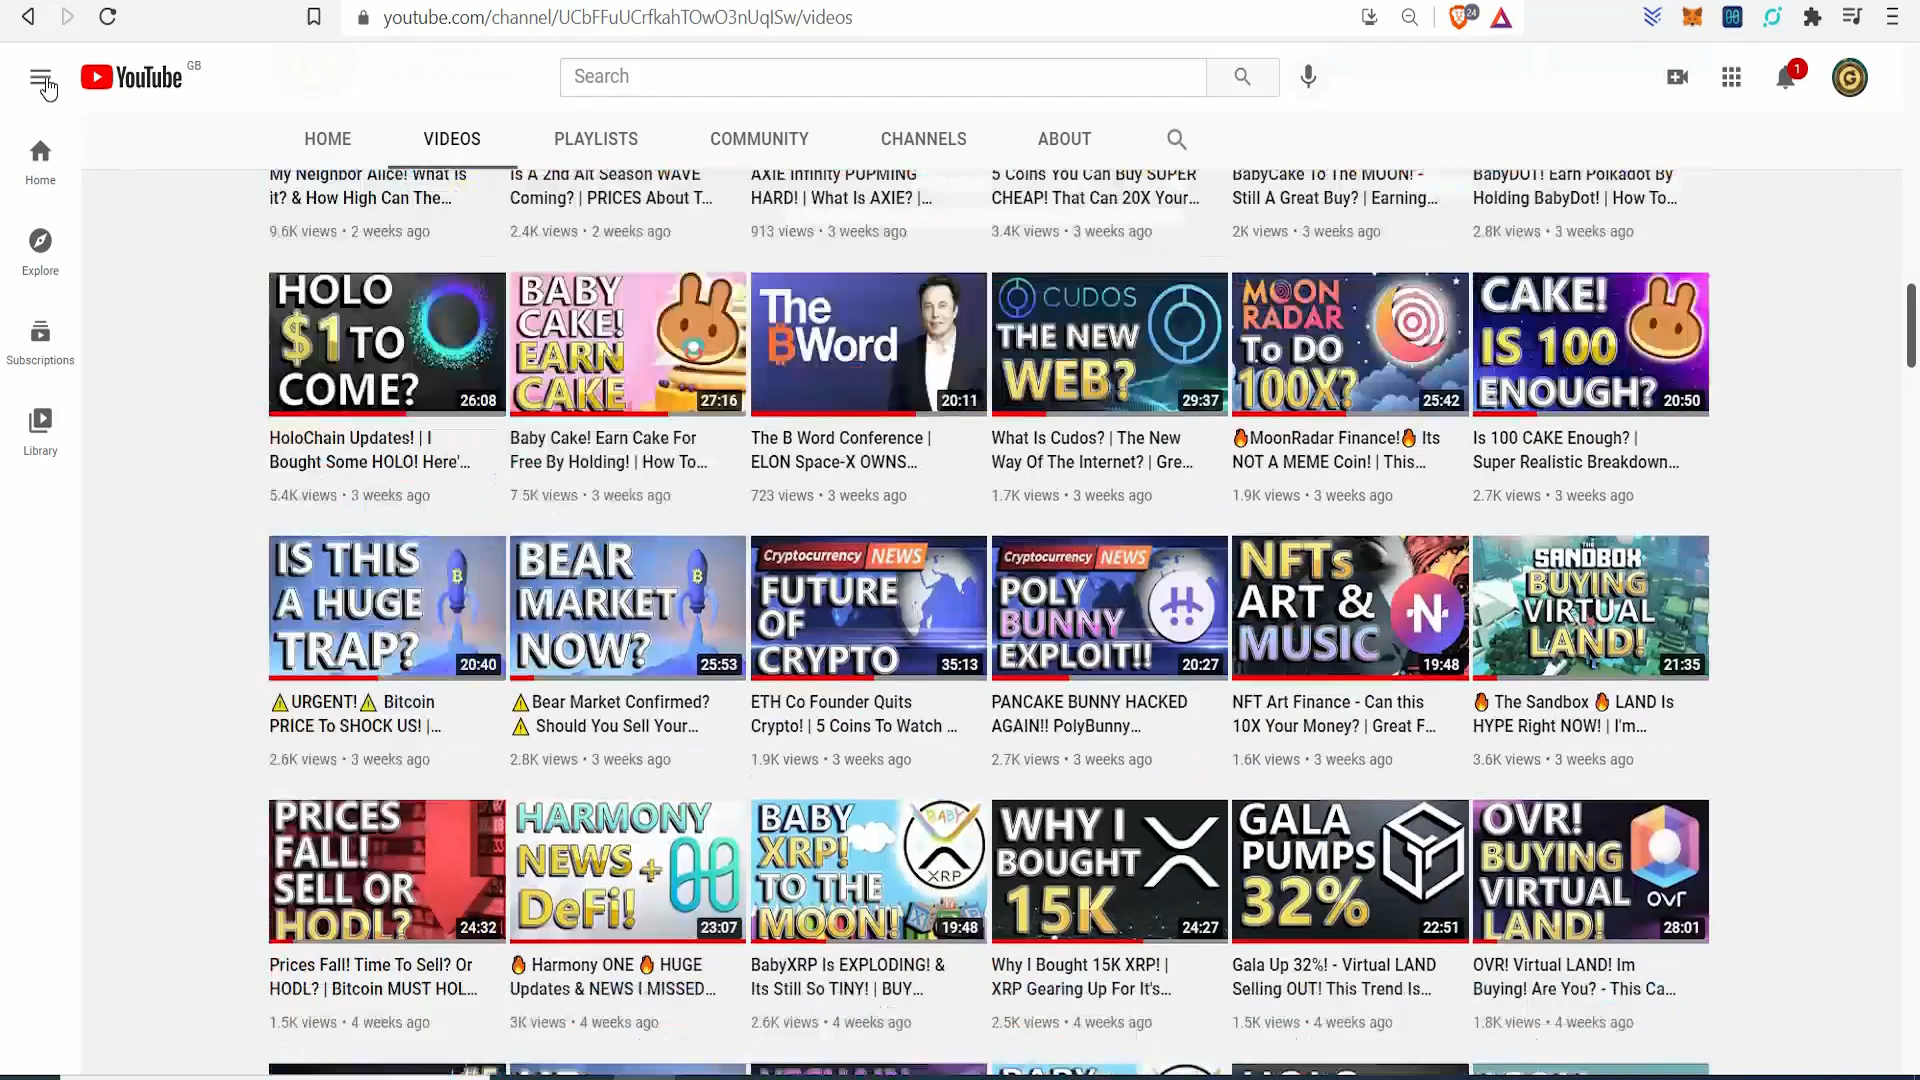 youtube.com/channel/UCbFFuUCrfkahTOwO3nUqISw/videos
24
YouTube GB
Search
1
G
HOME VIDEOS PLAYLISTS COMMUNITY CHANNELS ABOUT
Home
Explore
Subscriptions
Library
My Neighbor Alice! What Is
it? & How High Can The...
9.6K views • 2 weeks ago
Is A 2nd Alt Season WAVE
Coming? | PRICES About T...
2.4K views • 2 weeks ago
AXIE Infinity PUPMING
HARD! | What Is AXIE? |...
913 views • 3 weeks ago
5 Coins You Can Buy SUPER
CHEAP! That Can 20X Your...
3.4K views • 3 weeks ago
BabyCake To The MOON! -
Still A Great Buy? | Earning...
2K views • 3 weeks ago
BabyDOT! Earn Polkadot By
Holding BabyDot! | How To...
2.8K views • 3 weeks ago
HOLO
$1 TO
COME?
26:08
HoloChain Updates! | I
Bought Some HOLO! Here'...
5.4K views • 3 weeks ago
BABY
CAKE!
EARN
CAKE
27:16
Baby Cake! Earn Cake For
Free By Holding! | How To...
7.5K views • 3 weeks ago
The
BWord
20:11
The B Word Conference |
ELON Space-X OWNS...
723 views • 3 weeks ago
CUDOS
THE NEW
WEB?
29:37
What Is Cudos? | The New
Way Of The Internet? | Gre...
1.7K views • 3 weeks ago
MOON
RADAR
To DO
100X?
25:42
🔥MoonRadar Finance!🔥 Its
NOT A MEME Coin! | This...
1.9K views • 3 weeks ago
CAKE!
IS 100
ENOUGH?
20:50
Is 100 CAKE Enough? |
Super Realistic Breakdown...
2.7K views • 3 weeks ago
IS THIS
A HUGE
TRAP?
20:40
⚠URGENT!⚠ Bitcoin
PRICE To SHOCK US! |...
2.6K views • 3 weeks ago
BEAR
MARKET
NOW?
25:53
⚠Bear Market Confirmed?
⚠ Should You Sell Your...
2.8K views • 3 weeks ago
Cryptocurrency NEWS
FUTURE
OF
CRYPTO
35:13
ETH Co Founder Quits
Crypto! | 5 Coins To Watch ...
1.9K views • 3 weeks ago
Cryptocurrency NEWS
POLY
BUNNY
EXPLOIT!!
20:27
PANCAKE BUNNY HACKED
AGAIN!! PolyBunny...
2.7K views • 3 weeks ago
NFTs
ART &
MUSIC
N
19:48
NFT Art Finance - Can this
10X Your Money? | Great F...
1.6K views • 3 weeks ago
THE
SANDBOX
BUYING
VIRTUAL
LAND!
21:35
🔥 The Sandbox 🔥 LAND Is
HYPE Right NOW! | I'm...
3.6K views • 3 weeks ago
PRICES
FALL!
SELL OR
HODL?
24:32
Prices Fall! Time To Sell? Or
HODL? | Bitcoin MUST HOL...
1.5K views • 4 weeks ago
HARMONY
NEWS +
DeFi!
23:07
🔥 Harmony ONE 🔥 HUGE
Updates & NEWS I MISSED...
3K views • 4 weeks ago
BABY
XRP!
TO THE
MOON!
BABY
XRP
19:48
BabyXRP Is EXPLODING! &
Its Still So TINY! | BUY...
2.6K views • 4 weeks ago
WHY I
BOUGHT
15K
24:27
Why I Bought 15K XRP! |
XRP Gearing Up For It's...
2.5K views • 4 weeks ago
GALA
PUMPS
32%
22:51
Gala Up 32%! - Virtual LAND
Selling OUT! This Trend Is...
1.5K views • 4 weeks ago
OVR!
BUYING
VIRTUAL
LAND!
ovr
28:01
OVR! Virtual LAND! Im
Buying! Are You? - This Ca...
1.8K views • 4 weeks ago